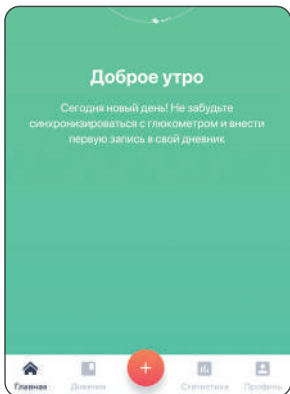 Доброе утро
Сегодня новый день! Не забудьте
синхронизироваться с глюкометром и внести
первую запись в свой дневник
+
Главная Дневник Статистика Профиль